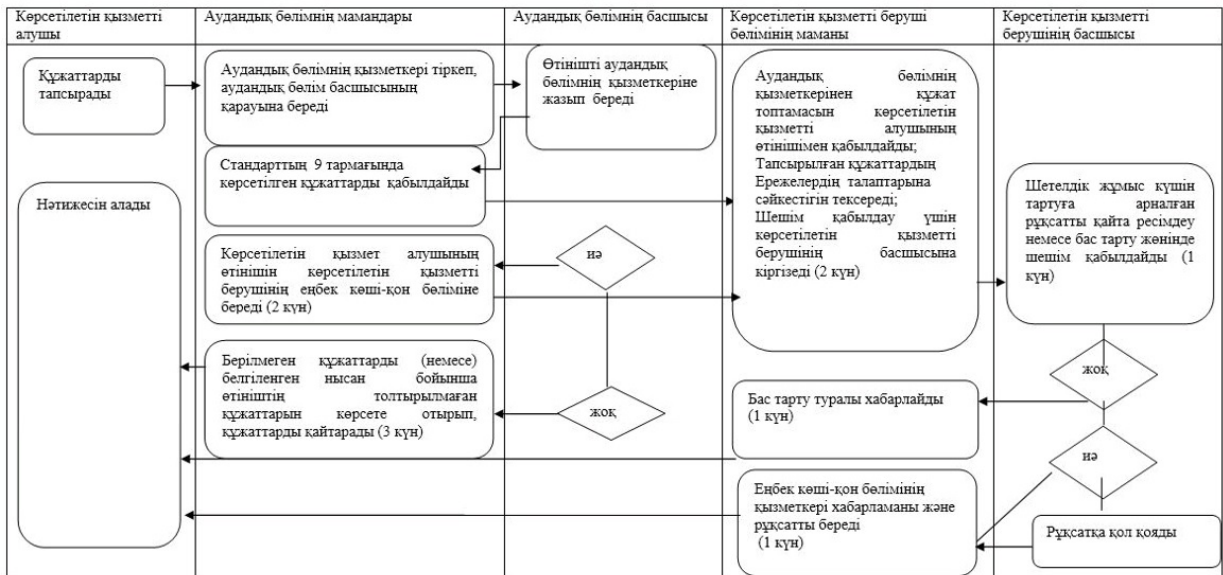 Көрсетілетін қызметті
алушы
Аудандық бөлімнің мамандары
Аудандық бөлімнің басшысы
Көрсетілетін қызметті беруші
бөлімінің маманы
Көрсетілетін қызметті
берушінің басшысы
Құжаттарды
тапсырады
Аудандық бөлімнің қызметкері тіркеп,
аудандық бөлім басшысының
қарауына береді
Өтінішті аудандық
бөлімнің қызметкеріне
жазып береді
Аудандық бөлімнің
қызметкерінен құжат
топтамасын көрсетілетін
қызметті алушының
өтінішімен қабылдайды;
Тапсырылған құжаттардың
Ережелердің талаптарына
сәйкестігін тексереді;
Шешім қабылдау үшін
көрсетілетін қызметті
берушінің басшысына
кіргізеді (2 күн)
Стандарттың 9 тармағында
көрсетілген құжаттарды қабылдайды
Шетелдік жұмыс күшін
тартуға арналған
рұқсатты қайта ресімдеу
немесе бас тарту жөнінде
шешім қабылдайды (1
күн)
Нәтижесін алады
Көрсетілетін қызмет алушының
өтінішін көрсетілетін қызметті
берушінің еңбек көші-қон бөліміне
береді (2 күн)
иә
Берілмеген құжаттарды (немесе)
белгіленген нысан бойынша
өтініштің толтырылмаған
құжаттарын көрсете отырып,
құжаттарды қайтарады (3 күн)
жоқ
жоқ
Бас тарту туралы хабарлайды
(1 күн)
иә
Еңбек көші-қон бөлімінің
қызметкері хабарламаны және
рұқсатты береді
(1 күн)
Рұқсатқа қол қояды